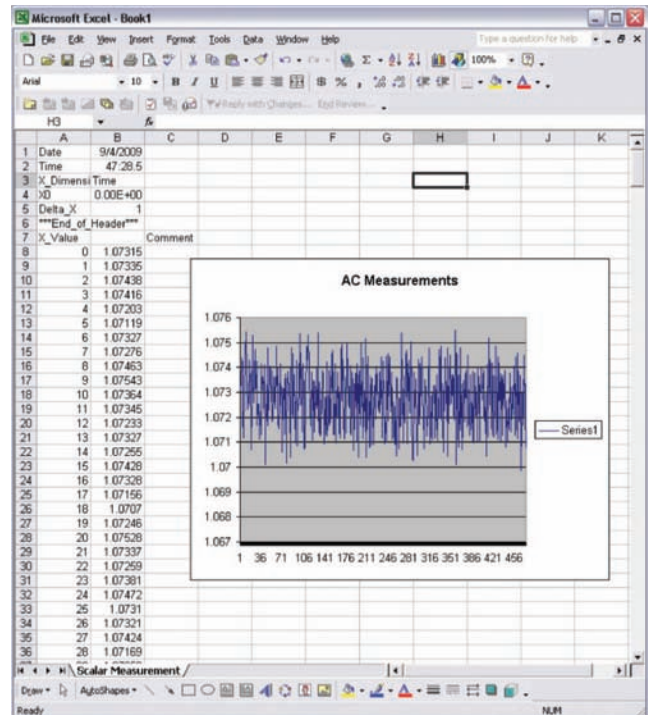 Microsoft Excel - Book1
File Edit View Insert Format Tools Data Window Help
Type a question for help
100%
Arial 10 B I U $ % ,
Reply with Changes... End Review...
H3 fx
A B C D E F G H I J K
1 Date 9/4/2009
2 Time 47:28.5
3 X_Dimensi Time
4 X0 0.00E+00
5 Delta_X 1
6 ***End_of_Header***
7 X_Value Comment
8 0 1.07315
9 1 1.07335
10 2 1.07438
11 3 1.07416
12 4 1.07203
13 5 1.07119
14 6 1.07327
15 7 1.07276
16 8 1.07463
17 9 1.07543
18 10 1.07364
19 11 1.07345
20 12 1.07233
21 13 1.07327
22 14 1.07255
23 15 1.07428
24 16 1.07328
25 17 1.07156
26 18 1.0707
27 19 1.07246
28 20 1.07528
29 21 1.07337
30 22 1.07259
31 23 1.07381
32 24 1.07472
33 25 1.0731
34 26 1.07321
35 27 1.07424
36 28 1.07169
AC Measurements
1.076
1.075
1.074
1.073
1.072
1.071
1.07
1.069
1.068
1.067
1 36 71 106 141 176 211 246 281 316 351 386 421 456
Series1
Scalar Measurement
Draw AutoShapes
Ready NUM